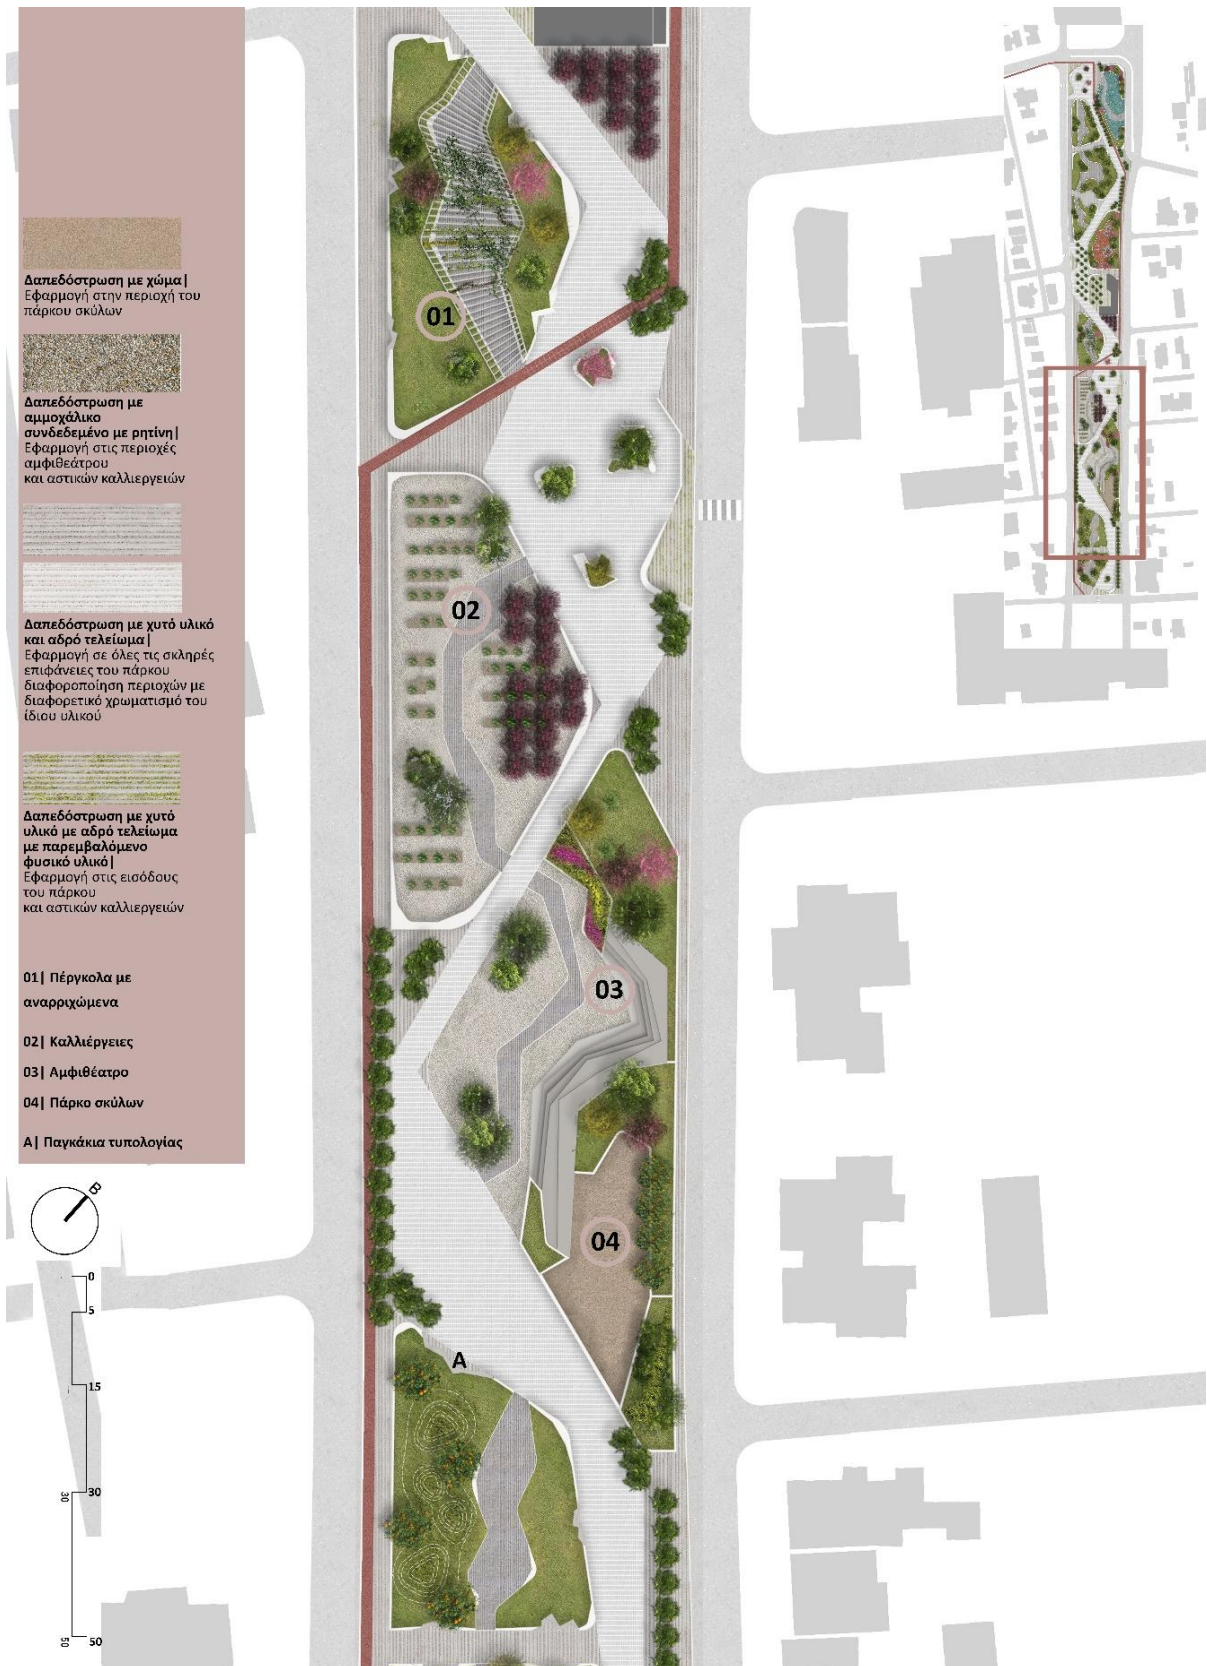 Δαπεδόστρωση με χώμα|
Εφαρμογή στην περιοχή του
πάρκου σκύλων
Δαπεδόστρωση με
αμμοχάλικο
συνδεδεμένο με ρητίνη|
Εφαρμογή στις περιοχές
αμφιθεάτρου
και αστικών καλλιεργειών
Δαπεδόστρωση με χυτό υλικό
και αδρό τελείωμα|
Εφαρμογή σε όλες τις σκληρές
επιφάνειες του πάρκου
διαφοροποίηση περιοχών με
διαφορετικό χρωματισμό του
ίδιου υλικού
Δαπεδόστρωση με χυτό
υλικό με αδρό τελείωμα
με παρεμβαλόμενο
φυσικό υλικό|
Εφαρμογή στις εισόδους
του πάρκου
και αστικών καλλιεργειών
01| Πέργκολα με
αναρριχώμενα
02| Καλλιέργειες
03| Αμφιθέατρο
04| Πάρκο σκύλων
Α| Παγκάκια τυπολογίας
Β
0
5
15
30
30
50
50
01
02
03
04
Α